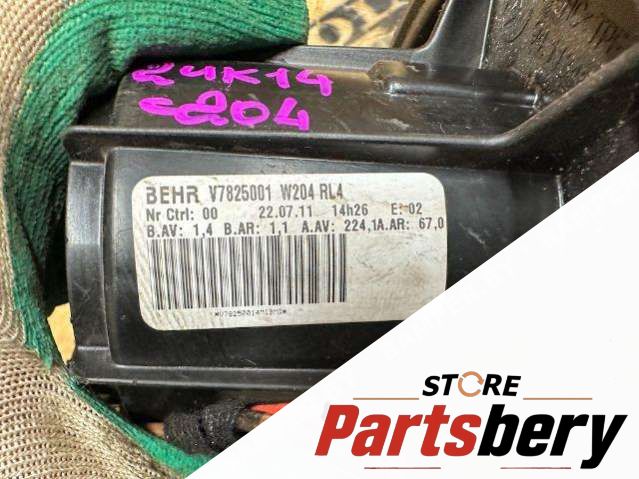 24K14
c204
BEHR V7825001 W204 RL4
Nr Ctrl: 00 22.07.11 14h26 E: 02
B.AV: 1,4 B.AR: 1,1 A.AV: 224,1A.AR: 67,0
STORE
Partsbery